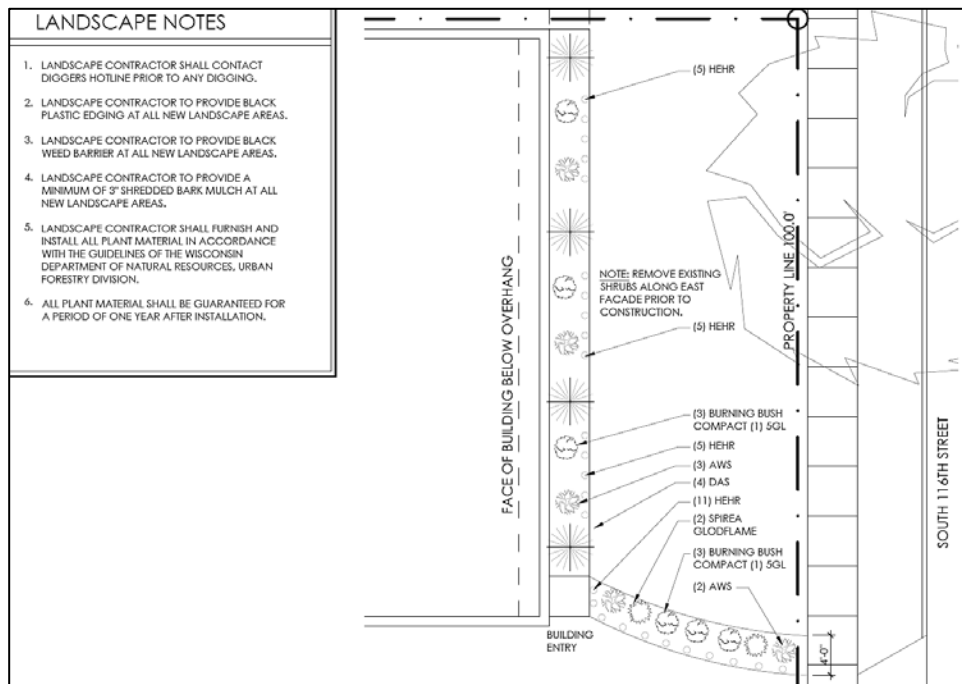 LANDSCAPE NOTES
1. LANDSCAPE CONTRACTOR SHALL CONTACT
DIGGERS HOTLINE PRIOR TO ANY DIGGING.
2. LANDSCAPE CONTRACTOR TO PROVIDE BLACK
PLASTIC EDGING AT ALL NEW LANDSCAPE AREAS.
3. LANDSCAPE CONTRACTOR TO PROVIDE BLACK
WEED BARRIER AT ALL NEW LANDSCAPE AREAS.
4. LANDSCAPE CONTRACTOR TO PROVIDE A
MINIMUM OF 3" SHREDDED BARK MULCH AT ALL
NEW LANDSCAPE AREAS.
5. LANDSCAPE CONTRACTOR SHALL FURNISH AND
INSTALL ALL PLANT MATERIAL IN ACCORDANCE
WITH THE GUIDELINES OF THE WISCONSIN
DEPARTMENT OF NATURAL RESOURCES, URBAN
FORESTRY DIVISION.
6. ALL PLANT MATERIAL SHALL BE GUARANTEED FOR
A PERIOD OF ONE YEAR AFTER INSTALLATION.
FACE OF BUILDING BELOW OVERHANG
(5) HEHR
NOTE: REMOVE EXISTING
SHRUBS ALONG EAST
FACADE PRIOR TO
CONSTRUCTION.
(5) HEHR
(3) BURNING BUSH
COMPACT (1) 5GL
(5) HEHR
(3) AWS
(4) DAS
(11) HEHR
(2) SPIREA
GLODFLAME
(3) BURNING BUSH
COMPACT (1) 5GL
(2) AWS
BUILDING
ENTRY
4'-0"
PROPERTY LINE 100.0'
SOUTH 116TH STREET